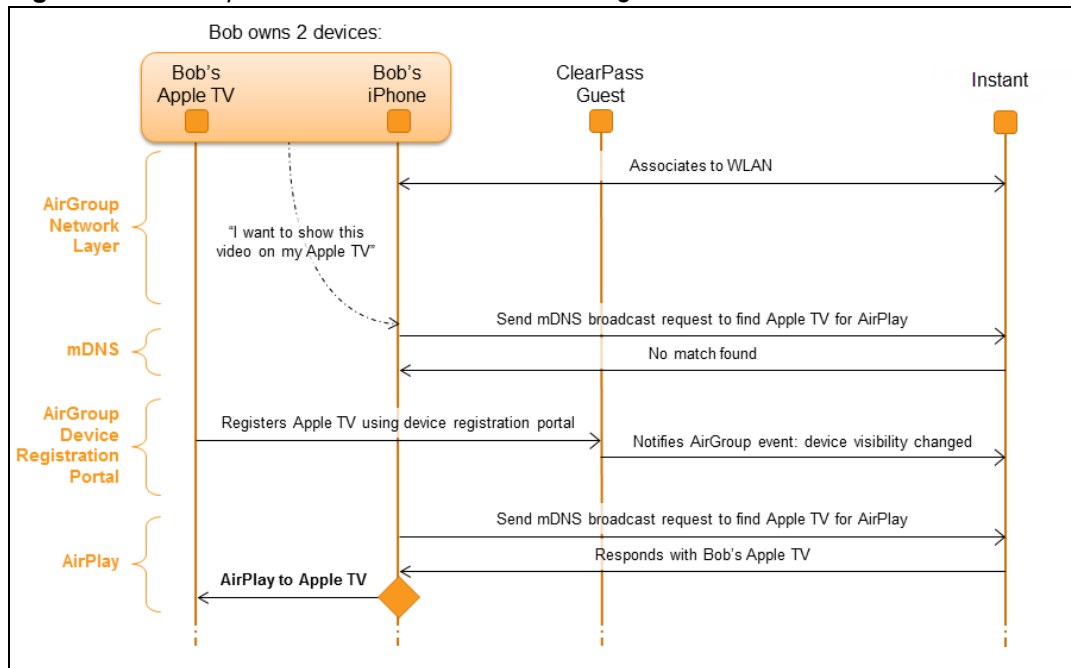 Bob owns 2 devices:
Bob's
Apple TV
Bob's
iPhone
ClearPass
Guest
Instant
Associates to WLAN
AirGroup
Network
Layer
“I want to show this
video on my Apple TV”
Send mDNS broadcast request to find Apple TV for AirPlay
mDNS
No match found
AirGroup
Device
Registration
Portal
Registers Apple TV using device registration portal
Notifies AirGroup event: device visibility changed
Send mDNS broadcast request to find Apple TV for AirPlay
Responds with Bob's Apple TV
AirPlay
AirPlay to Apple TV